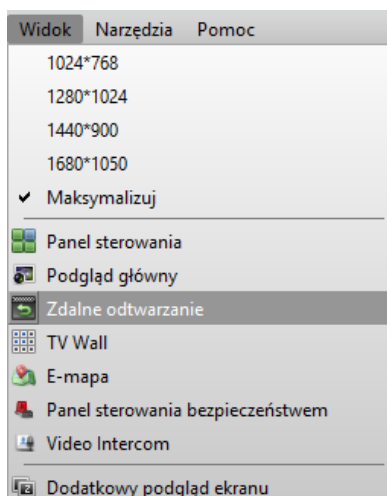 Widok Narzędzia Pomoc
1024*768
1280*1024
1440*900
1680*1050
Maksymalizuj
Panel sterowania
Podgląd główny
Zdalne odtwarzanie
TV Wall
E-mapa
Panel sterowania bezpieczeństwem
Video Intercom
Dodatkowy podgląd ekranu